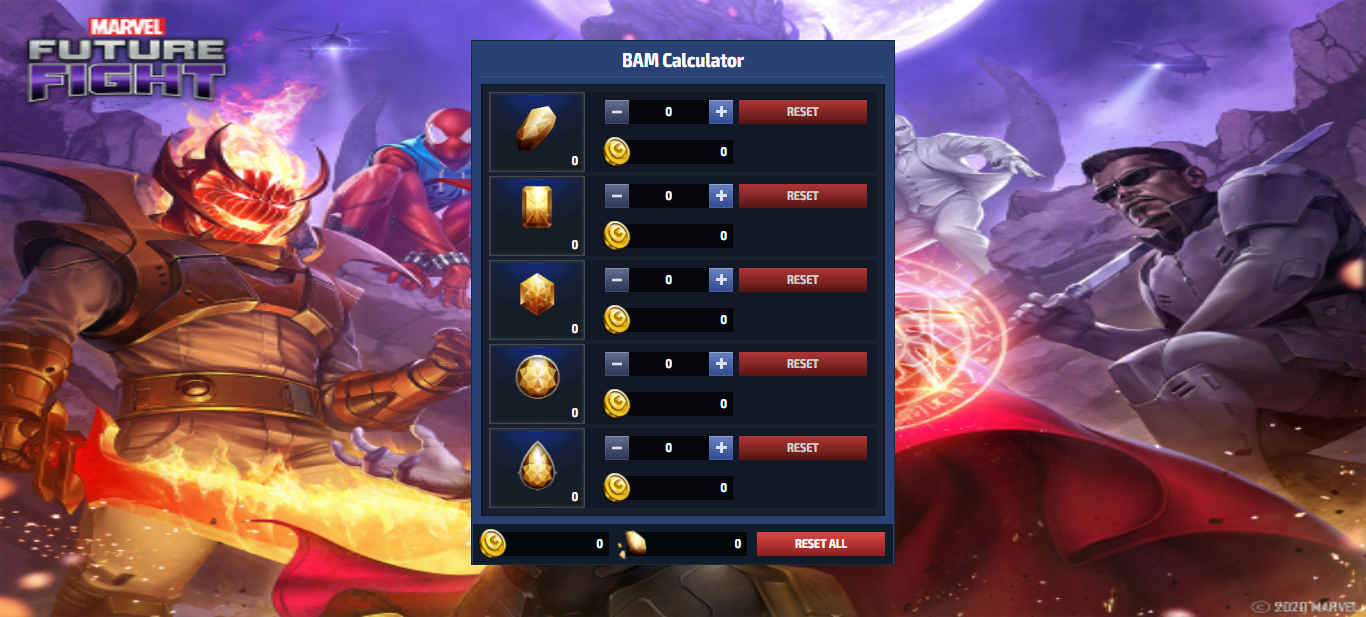 MARVEL
FUTURE
FIGHT
BAM Calculator
0 RESET
0 0
0 RESET
0 0
0 RESET
0 0
0 RESET
0 0
0 RESET
0 0
0 0 RESET ALL
© 2020 MARVEL